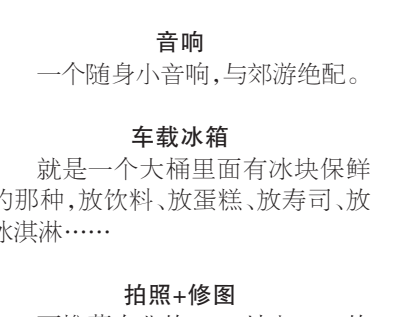 音响
一个随身小音响,与郊游绝配。
车载冰箱
就是一个大桶里面有冰块保鲜
的那种,放饮料、放蛋糕、放寿司、放
冰淇淋……
拍照+修图